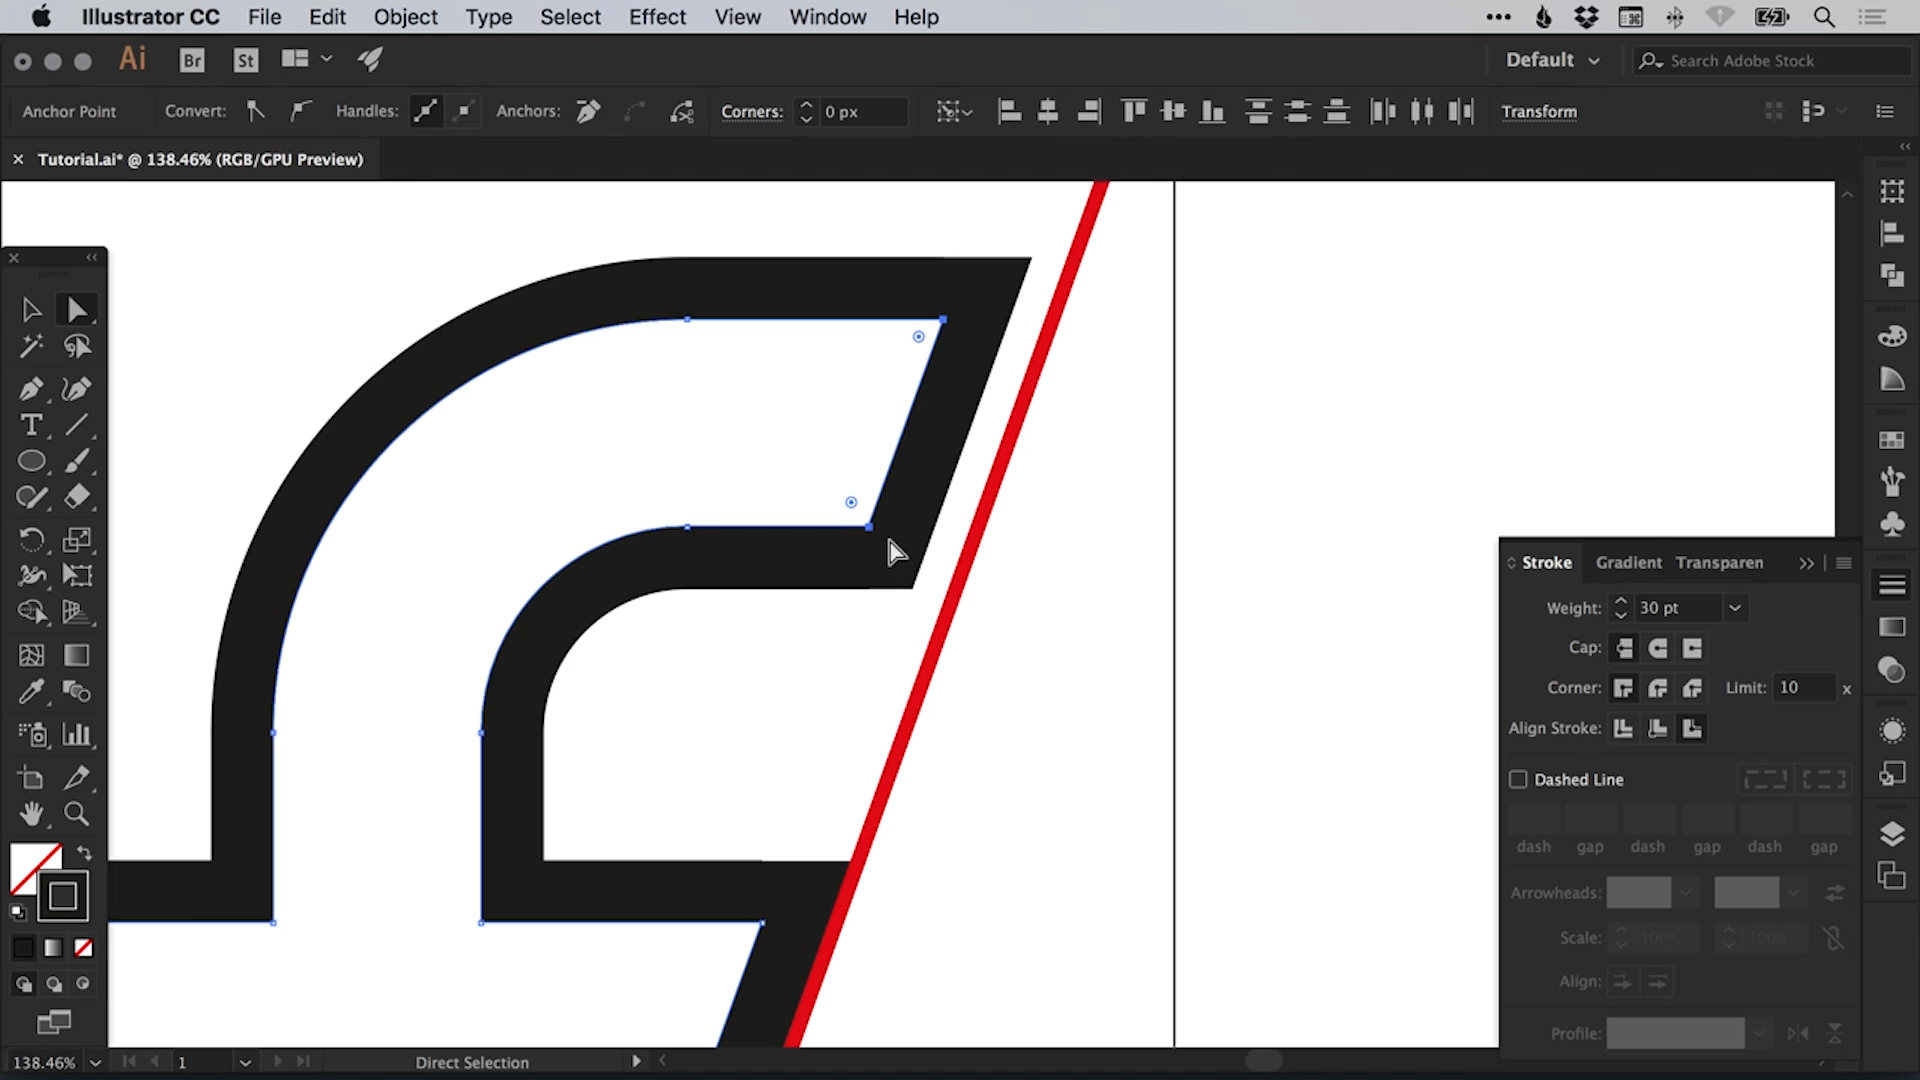 Illustrator CC File Edit Object Type Select Effect View Window Help
Ai Br St Default Search Adobe Stock
Anchor Point Convert: Handles: Anchors: Corners: 0 px Transform
Tutorial.ai* @ 138.46% (RGB/GPU Preview)
Stroke Gradient Transparen
Weight: 30 pt
Cap:
Corner: Limit: 10 x
Align Stroke:
Dashed Line
dash gap dash gap dash gap
Arrowheads:
Scale: 100% 100%
Align:
Profile:
138.46% 1 Direct Selection